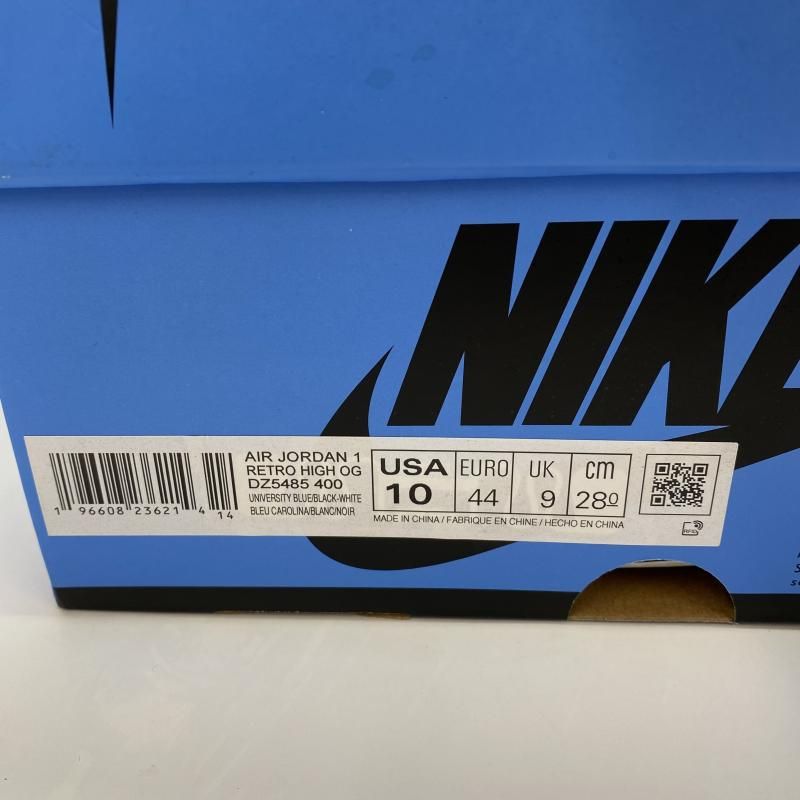 NIKE
AIR JORDAN 1
RETRO HIGH OG
DZ5485 400
UNIVERSITY BLUE/BLACK-WHITE
BLEU CAROLINA/BLANC/NOIR
1 96608 23621 4 14
USA EURO UK cm
10 44 9 280
MADE IN CHINA / FABRIQUE EN CHINE / HECHO EN CHINA
RFID